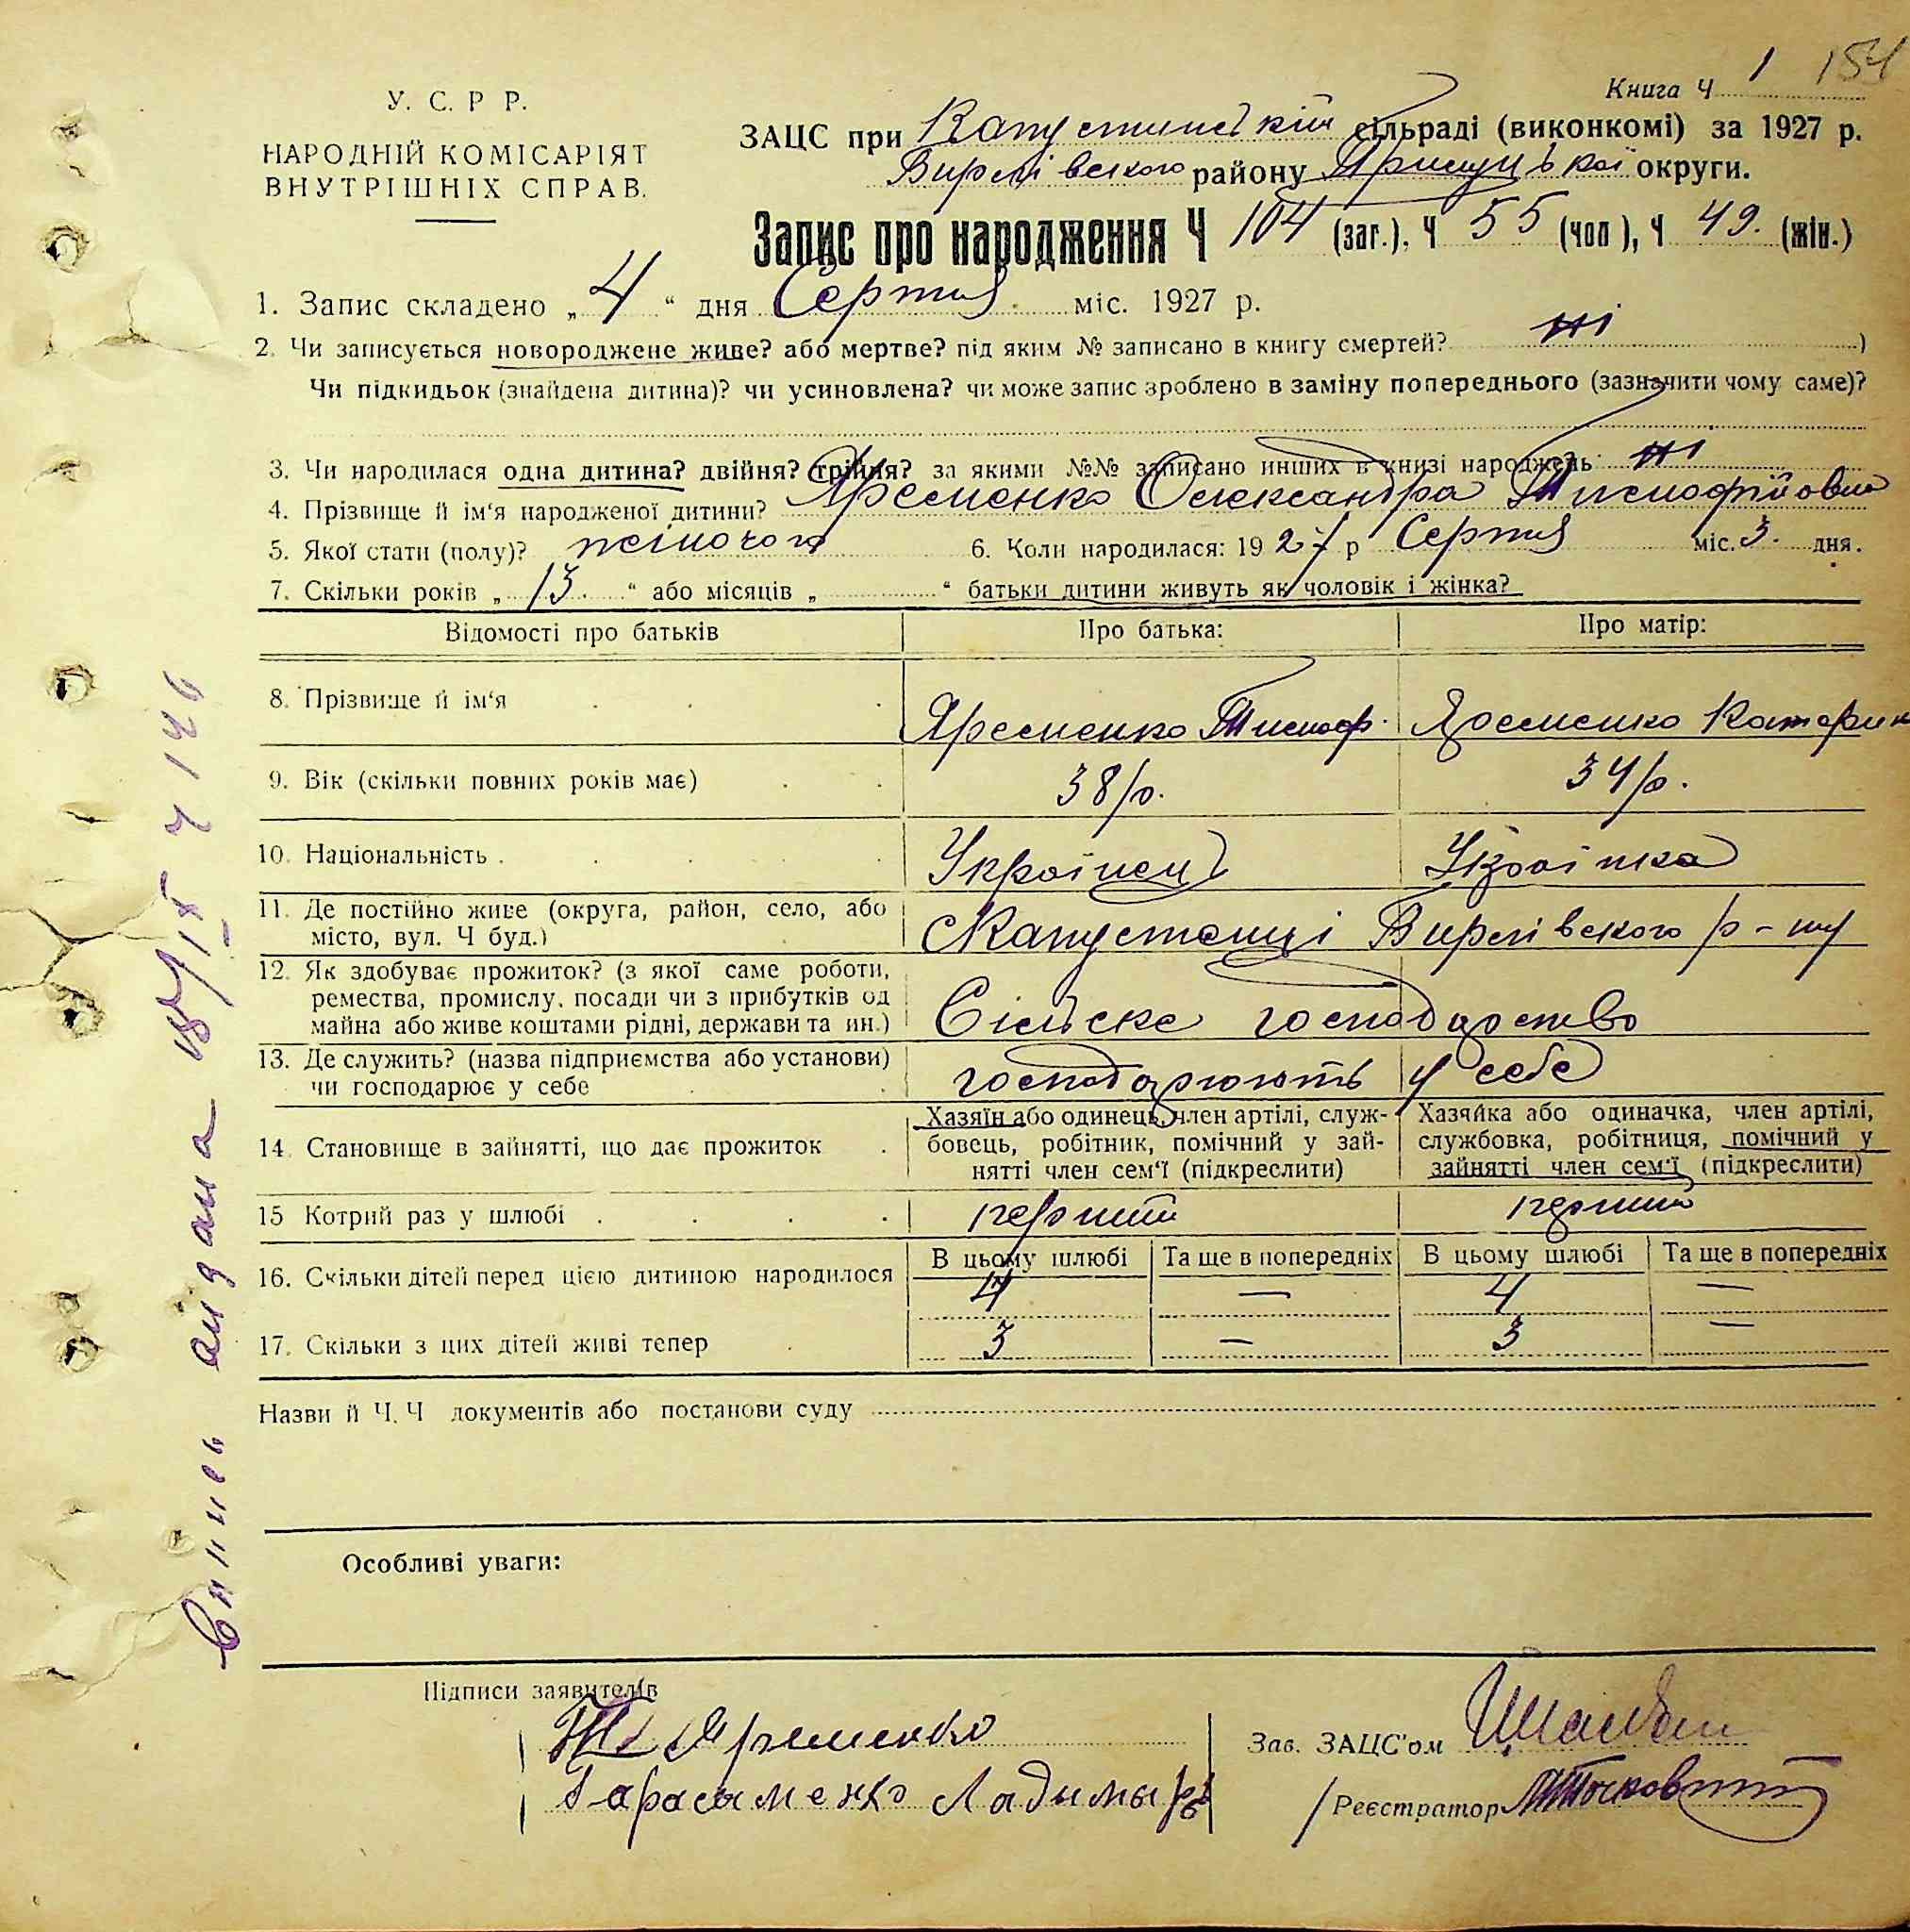 Книга Ч 1 154
У. С. Р Р.
НАРОДНІЙ КОМІСАРІЯТ
ВНУТРІШНІХ СПРАВ.
ЗАЦС при Капустинській сільраді (виконкомі) за 1927 р.
району Прилуцької округи.
Запис про народження Ч 104 (заг.), Ч 55 (чол), Ч 49. (жін.)
1. Запис складено „ 4 “ дня Серпня міс. 1927 р.
2. Чи записується новороджене живе? або мертве? під яким № записано в книгу смертей? ні )
Чи підкидьок (знайдена дитина)? чи усиновлена? чи може запис зроблено в заміну попереднього (зазначити чому саме)?
3. Чи народилася одна дитина? двійня? трійня? за якими №№ записано инших в книзі народжень ні
4. Прізвище й ім‘я народженої дитини? Яременко Олександра Тимофійовна
5. Якої стати (полу)? жіночого 6. Коли народилася: 1927 р Серпня міс. 3. дня.
7. Скільки років „ 13. “ або місяців „ “ батьки дитини живуть як чоловік і жінка?
Відомості про батьків Про батька: Про матір:
8. Прізвище й ім‘я Яременко Тимоф. Яременко Катерин
9. Вік (скільки повних років має) 38 р. 34 р.
10. Національність Українець Українка
11. Де постійно живе (округа, район, село, або
місто, вул. Ч буд.)
р-ну
12. Як здобуває прожиток? (з якої саме роботи,
ремества, промислу, посади чи з прибутків од
майна або живе коштами рідні, держави та ин.)
Сільське господарство
13. Де служить? (назва підприємства або установи)
чи господарює у себе
господарюють у себе
14. Становище в зайнятті, що дає прожиток
Хазяїн або одинець, член артілі, служ-
бовець, робітник, помічний у зай-
нятті член сем‘ї (підкреслити)
Хазяйка або одиначка, член артілі,
службовка, робітниця, помічний у
зайнятті член сем‘ї (підкреслити)
15 Котрий раз у шлюбі перший перший
В цьому шлюбі Та ще в попередніх В цьому шлюбі Та ще в попередніх
16. Скільки дітей перед цією дитиною народилося 4 — 4 —
17. Скільки з цих дітей живі тепер 3 — 3 —
Назви й Ч. Ч документів або постанови суду
Особливі уваги:
Підписи заявителів
Яременко
Зав. ЗАЦС'ом
Реєстратор